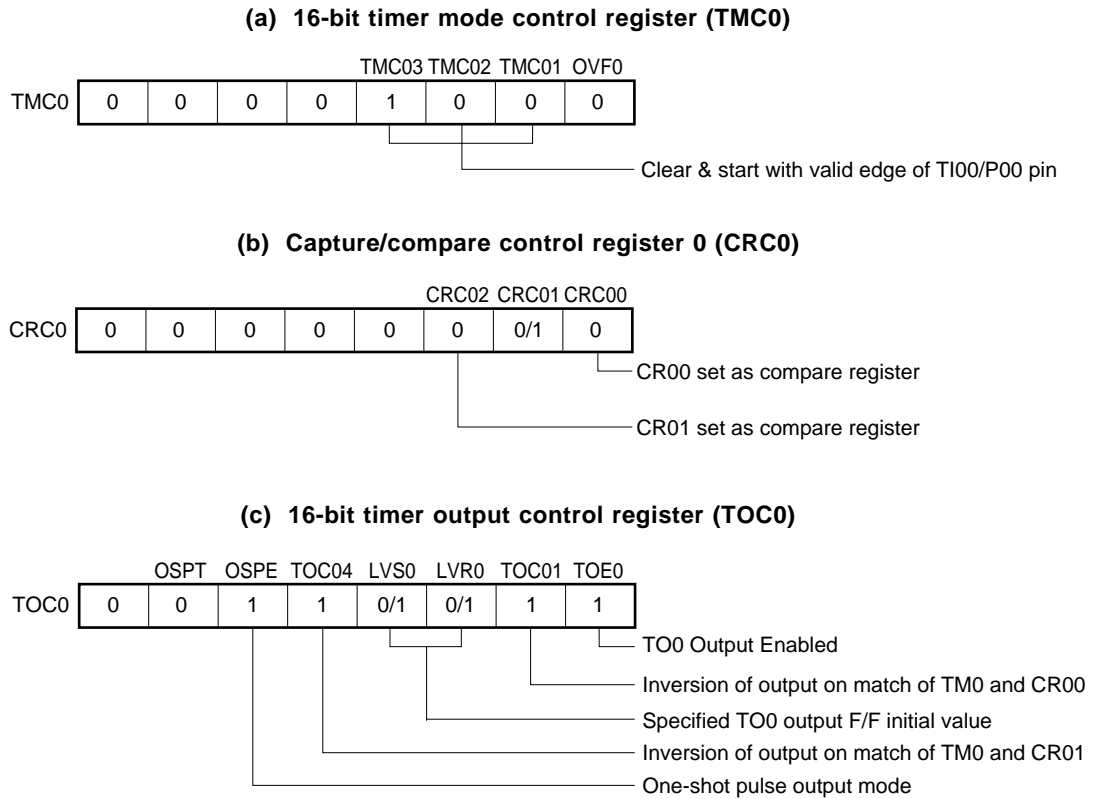 (a) 16-bit timer mode control register (TMC0)
TMC03 TMC02 TMC01 OVF0
TMC0 0 0 0 0 1 0 0 0
Clear & start with valid edge of TI00/P00 pin
(b) Capture/compare control register 0 (CRC0)
CRC02 CRC01 CRC00
CRC0 0 0 0 0 0 0 0/1 0
CR00 set as compare register
CR01 set as compare register
(c) 16-bit timer output control register (TOC0)
OSPT OSPE TOC04 LVS0 LVR0 TOC01 TOE0
TOC0 0 0 1 1 0/1 0/1 1 1
TO0 Output Enabled
Inversion of output on match of TM0 and CR00
Specified TO0 output F/F initial value
Inversion of output on match of TM0 and CR01
One-shot pulse output mode